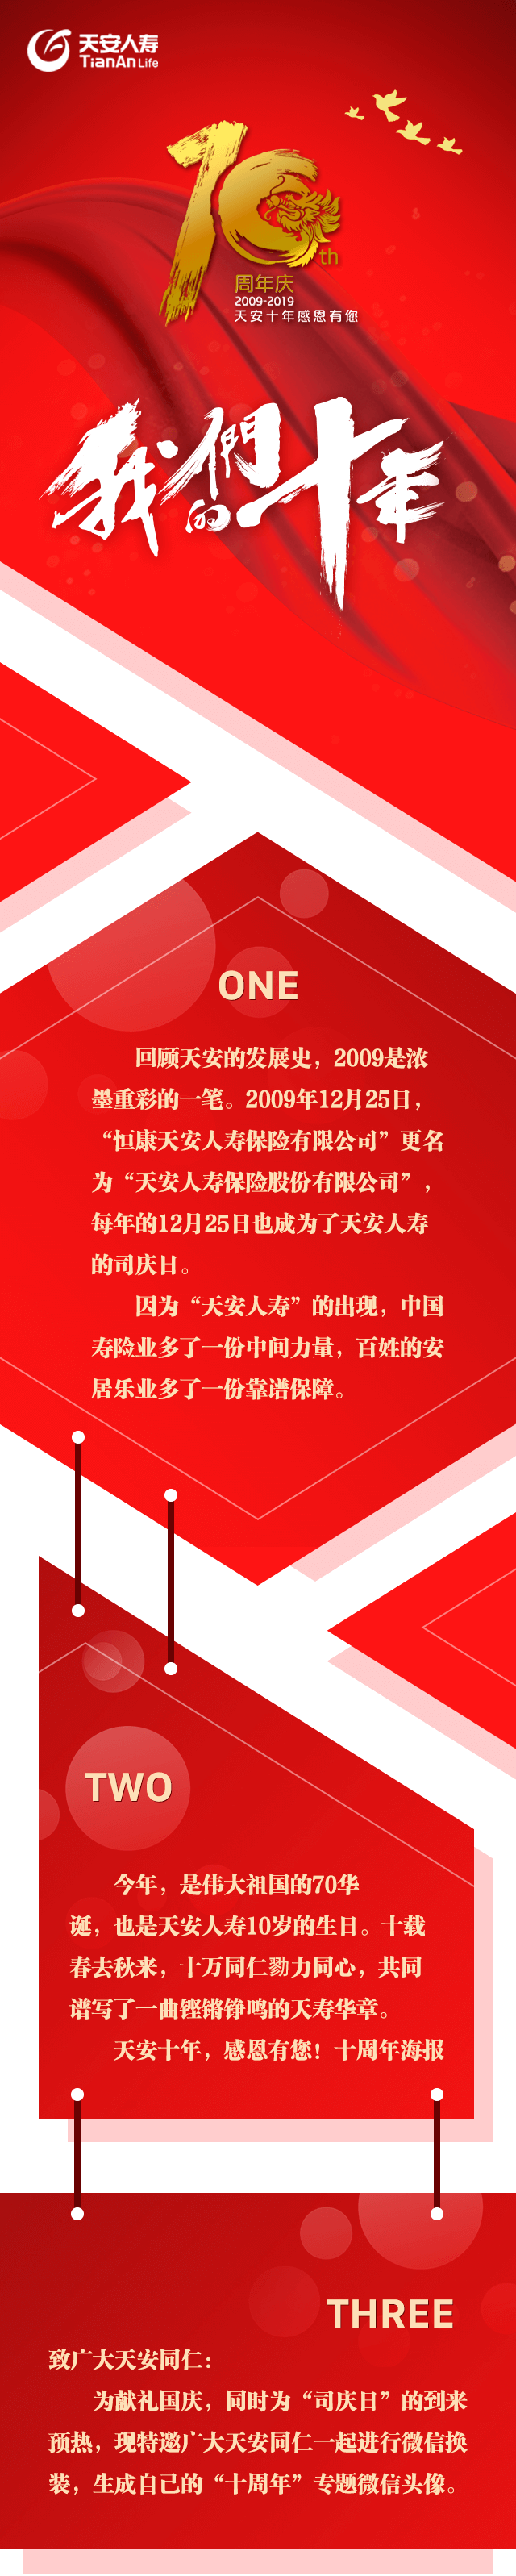 天安人寿
TianAn Life
10th
周年庆
2009-2019
天安十年感恩有您
我們的十年
ONE
回顾天安的发展史，2009是浓
墨重彩的一笔。2009年12月25日，
“恒康天安人寿保险有限公司”更名
为“天安人寿保险股份有限公司”，
每年的12月25日也成为了天安人寿
的司庆日。
因为“天安人寿”的出现，中国
寿险业多了一份中间力量，百姓的安
居乐业多了一份靠谱保障。
TWO
今年，是伟大祖国的70华
诞，也是天安人寿10岁的生日。十载
春去秋来，十万同仁勠力同心，共同
谱写了一曲铿锵铮鸣的天寿华章。
天安十年，感恩有您！十周年海报
THREE
致广大天安同仁：
为献礼国庆，同时为“司庆日”的到来
预热，现特邀广大天安同仁一起进行微信换
装，生成自己的“十周年”专题微信头像。